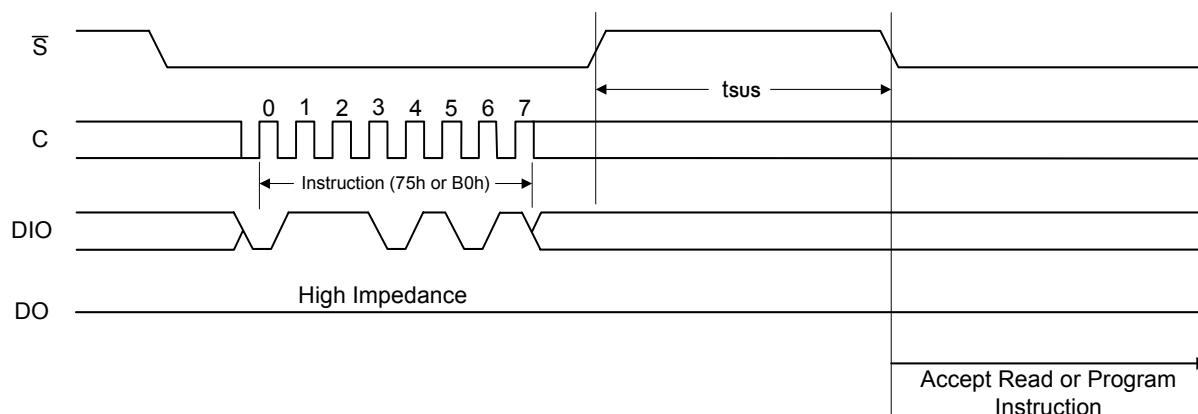 S̅
tsus
0 1 2 3 4 5 6 7
C
Instruction (75h or B0h)
DIO
High Impedance
DO
Accept Read or Program
Instruction